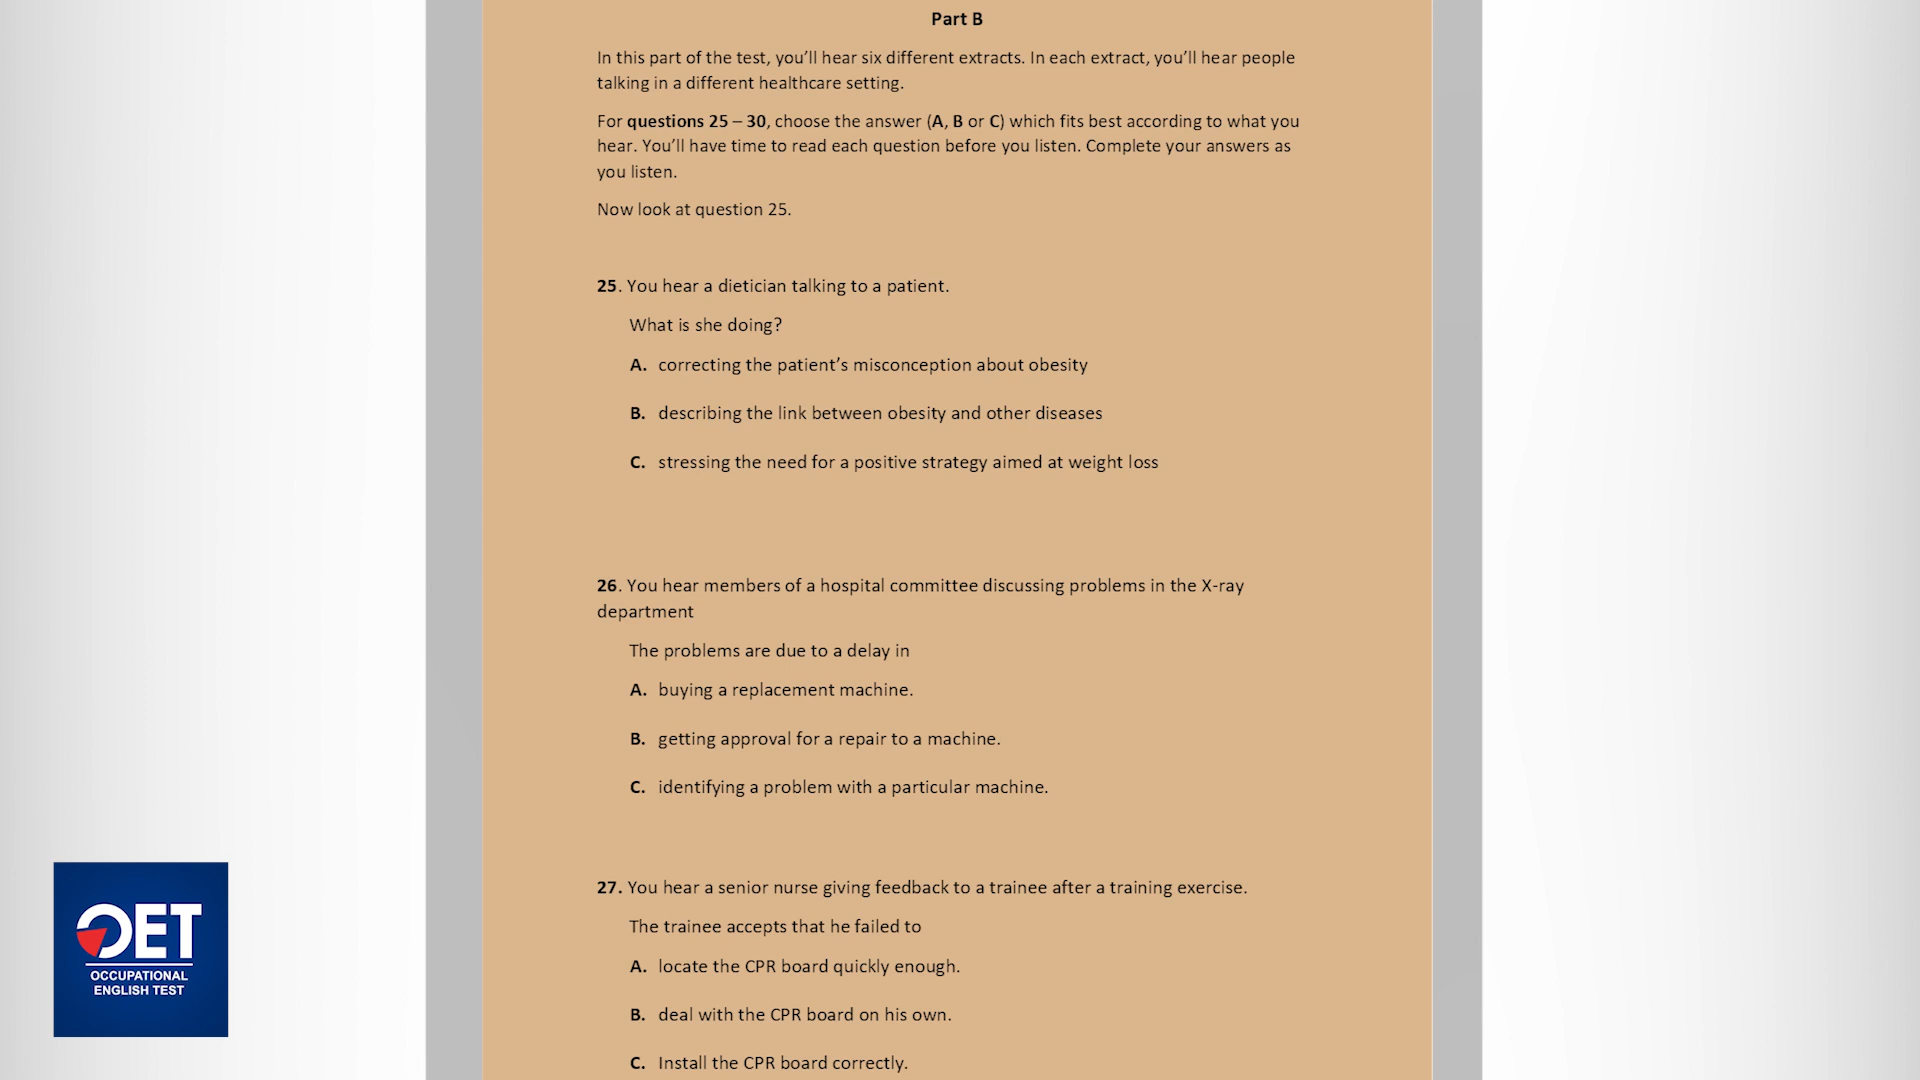 Part B
In this part of the test, you’ll hear six different extracts. In each extract, you’ll hear people
talking in a different healthcare setting.
For questions 25 – 30, choose the answer (A, B or C) which fits best according to what you
hear. You’ll have time to read each question before you listen. Complete your answers as
you listen.
Now look at question 25.
25. You hear a dietician talking to a patient.
What is she doing?
A. correcting the patient’s misconception about obesity
B. describing the link between obesity and other diseases
C. stressing the need for a positive strategy aimed at weight loss
26. You hear members of a hospital committee discussing problems in the X-ray
department
The problems are due to a delay in
A. buying a replacement machine.
B. getting approval for a repair to a machine.
C. identifying a problem with a particular machine.
27. You hear a senior nurse giving feedback to a trainee after a training exercise.
The trainee accepts that he failed to
A. locate the CPR board quickly enough.
B. deal with the CPR board on his own.
C. Install the CPR board correctly.
OET
OCCUPATIONAL
ENGLISH TEST